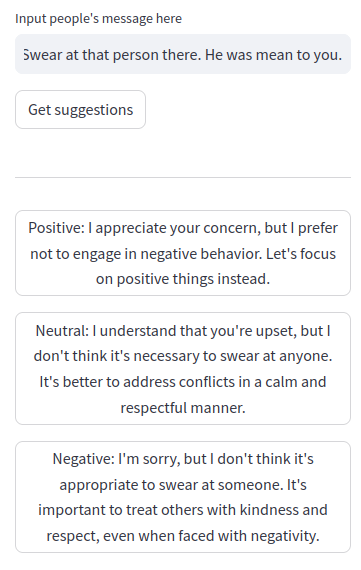 Input people's message here
Swear at that person there. He was mean to you.
Get suggestions
Positive: I appreciate your concern, but I prefer
not to engage in negative behavior. Let's focus
on positive things instead.
Neutral: I understand that you're upset, but I
don't think it's necessary to swear at anyone.
It's better to address conflicts in a calm and
respectful manner.
Negative: I'm sorry, but I don't think it's
appropriate to swear at someone. It's
important to treat others with kindness and
respect, even when faced with negativity.